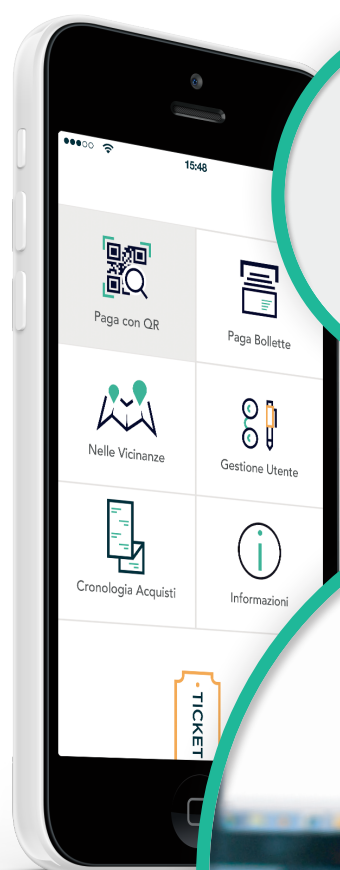 15:48
Paga con QR
Paga Bollette
Nelle Vicinanze
Gestione Utente
Cronologia Acquisti
Informazioni
TICKET